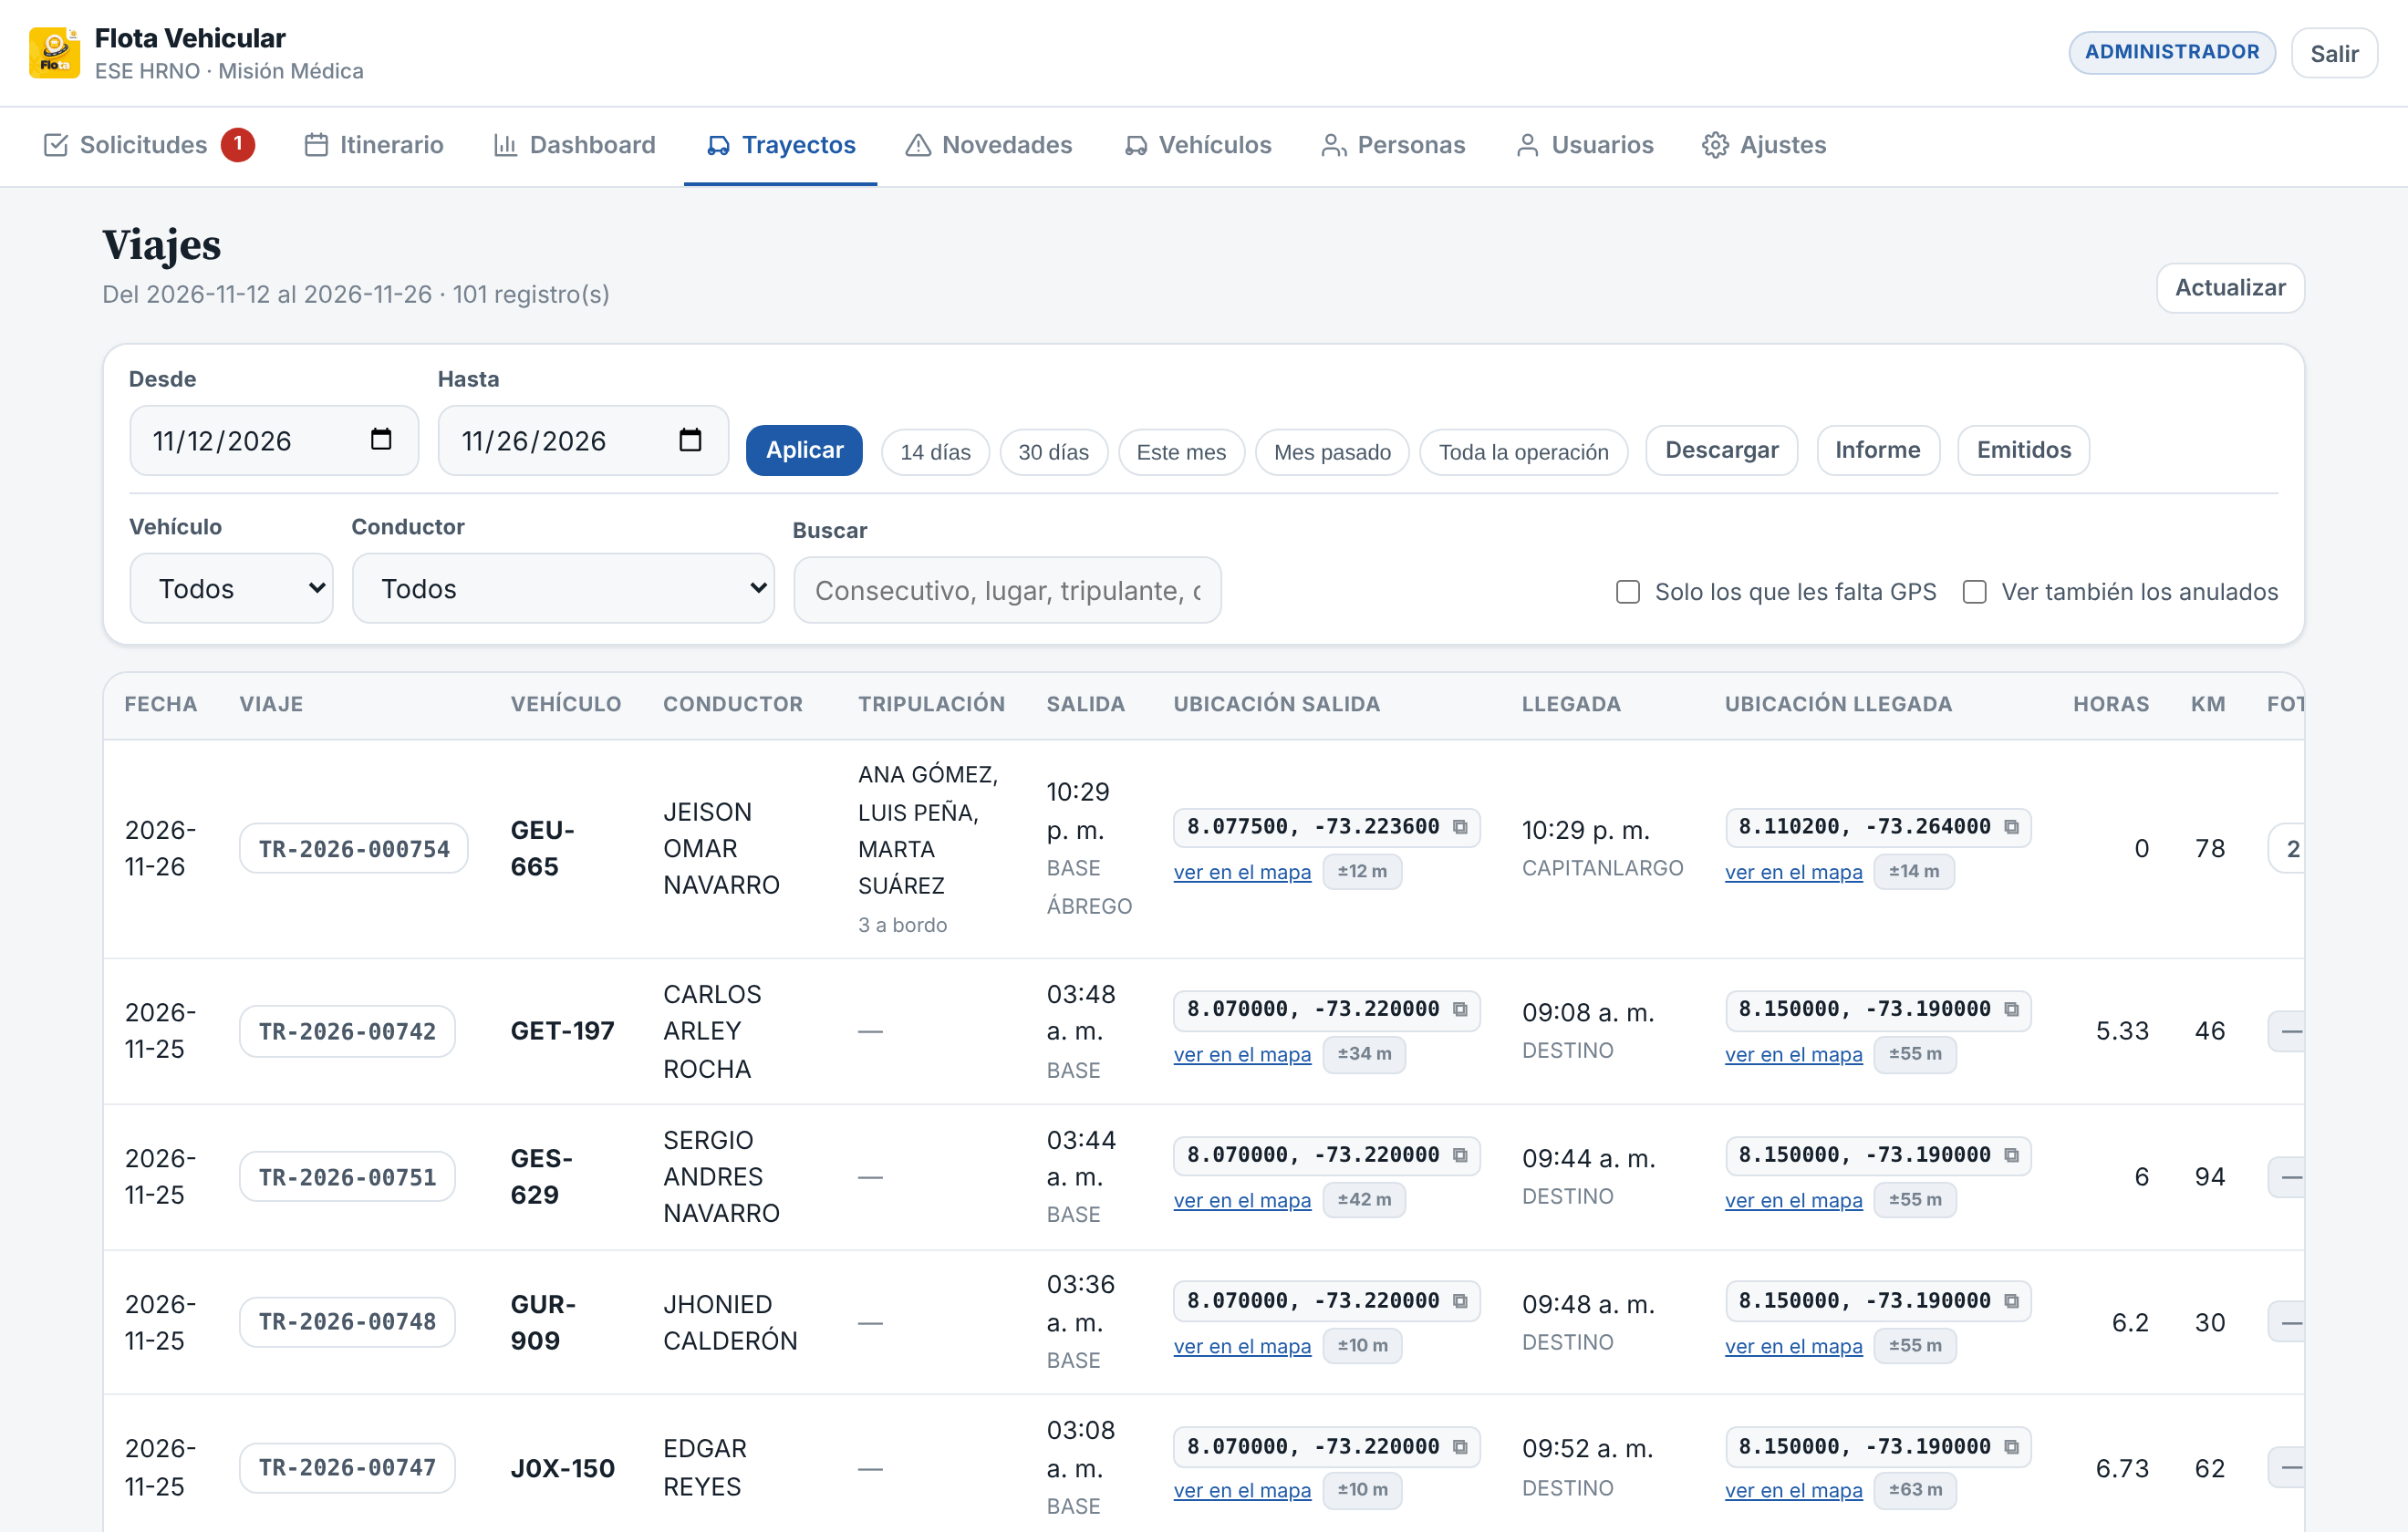 Flota
Flota Vehicular
ESE HRNO · Misión Médica
ADMINISTRADOR
Salir
Solicitudes 1
Itinerario
Dashboard
Trayectos
Novedades
Vehículos
Personas
Usuarios
Ajustes
Viajes
Del 2026-11-12 al 2026-11-26 · 101 registro(s)
Actualizar
Desde
Hasta
11/12/2026
11/26/2026
Aplicar
14 días
30 días
Este mes
Mes pasado
Toda la operación
Descargar
Informe
Emitidos
Vehículo
Conductor
Buscar
Todos
Todos
Consecutivo, lugar, tripulante, c
Solo los que les falta GPS
Ver también los anulados
FECHA VIAJE VEHÍCULO CONDUCTOR TRIPULACIÓN SALIDA UBICACIÓN SALIDA LLEGADA UBICACIÓN LLEGADA HORAS KM FOT
2026-
11-26
TR-2026-000754
GEU-
665
JEISON
OMAR
NAVARRO
ANA GÓMEZ,
LUIS PEÑA,
MARTA
SUÁREZ
3 a bordo
10:29
p. m.
BASE
ÁBREGO
8.077500, -73.223600
ver en el mapa ±12 m
10:29 p. m.
CAPITANLARGO
8.110200, -73.264000
ver en el mapa ±14 m
0
78
2
2026-
11-25
TR-2026-00742
GET-197
CARLOS
ARLEY
ROCHA
—
03:48
a. m.
BASE
8.070000, -73.220000
ver en el mapa ±34 m
09:08 a. m.
DESTINO
8.150000, -73.190000
ver en el mapa ±55 m
5.33
46
—
2026-
11-25
TR-2026-00751
GES-
629
SERGIO
ANDRES
NAVARRO
—
03:44
a. m.
BASE
8.070000, -73.220000
ver en el mapa ±42 m
09:44 a. m.
DESTINO
8.150000, -73.190000
ver en el mapa ±55 m
6
94
—
2026-
11-25
TR-2026-00748
GUR-
909
JHONIED
CALDERÓN
—
03:36
a. m.
BASE
8.070000, -73.220000
ver en el mapa ±10 m
09:48 a. m.
DESTINO
8.150000, -73.190000
ver en el mapa ±55 m
6.2
30
—
2026-
11-25
TR-2026-00747
J0X-150
EDGAR
REYES
—
03:08
a. m.
BASE
8.070000, -73.220000
ver en el mapa ±10 m
09:52 a. m.
DESTINO
8.150000, -73.190000
ver en el mapa ±63 m
6.73
62
—